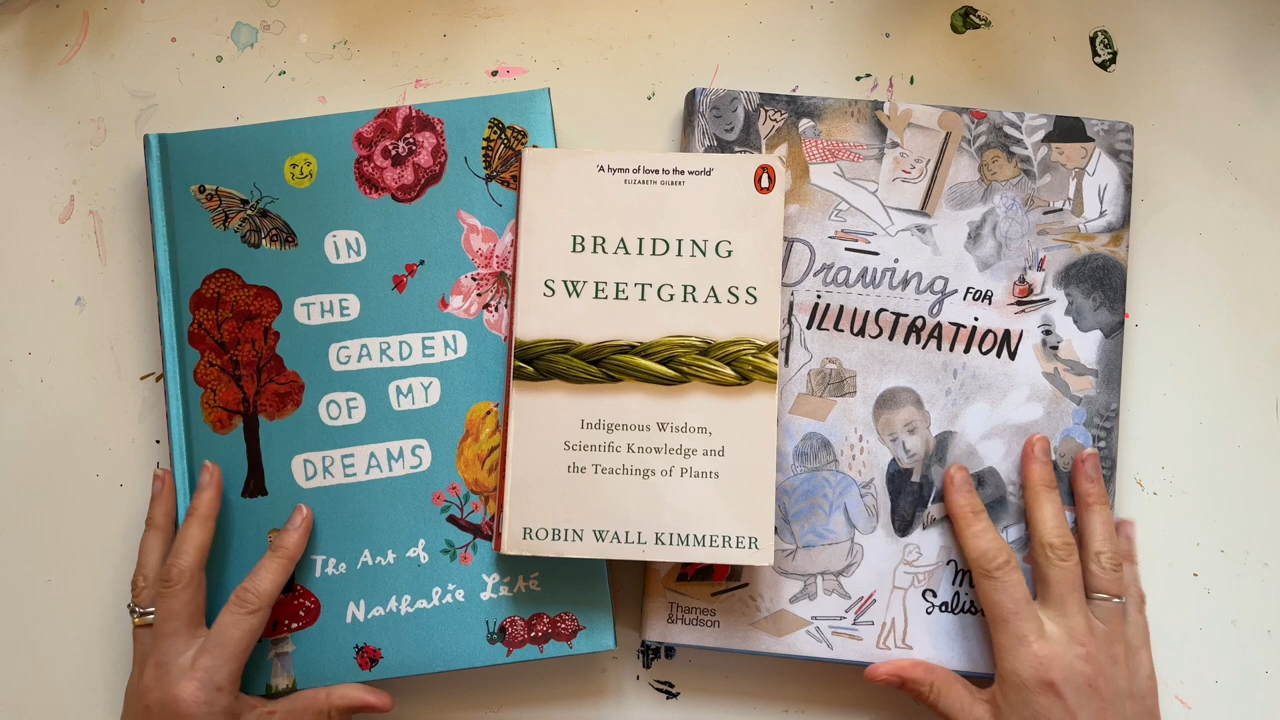 IN
THE
GARDEN
OF MY
DREAMS
The Art of
Nathalie Lété
'A hymn of love to the world'
ELIZABETH GILBERT
BRAIDING
SWEETGRASS
Indigenous Wisdom,
Scientific Knowledge and
the Teachings of Plants
ROBIN WALL KIMMERER
Drawing FOR
ILLUSTRATION
Thames
&Hudson